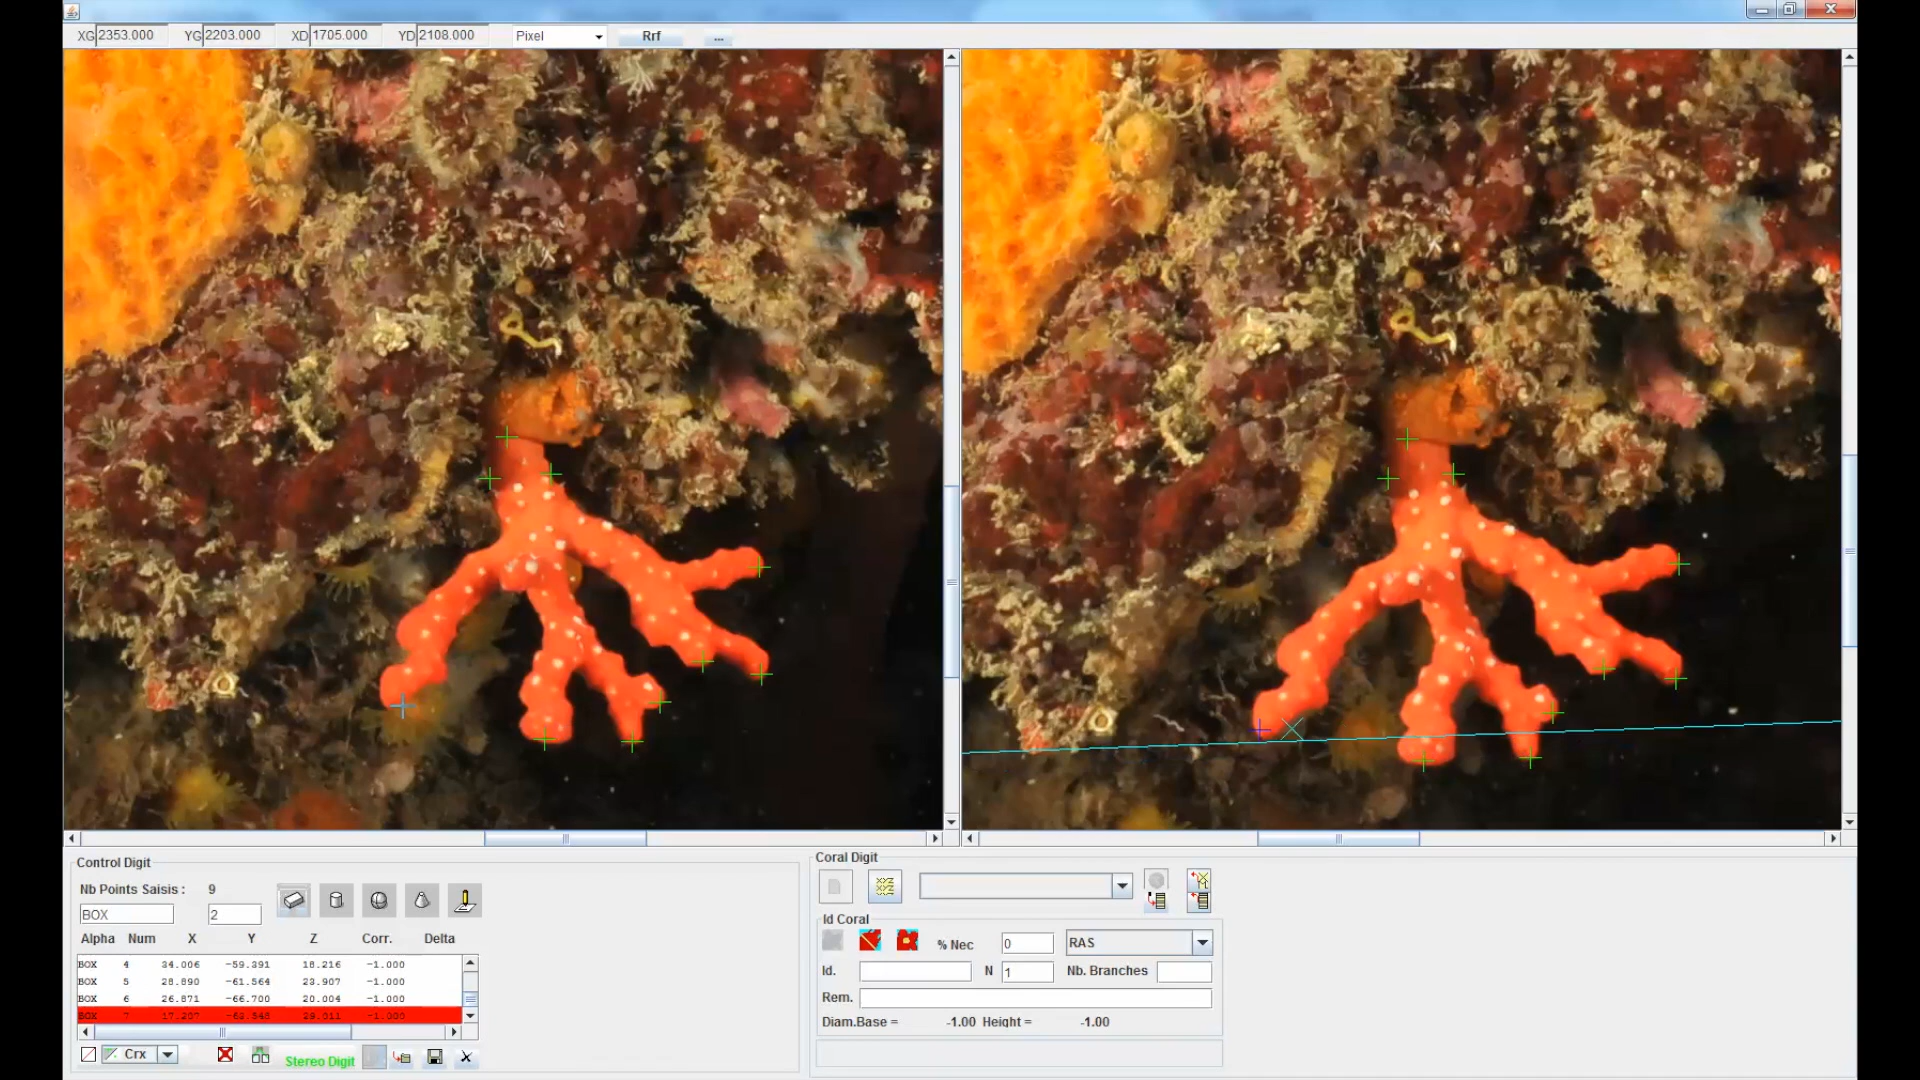 XG 2353.000 YG 2203.000 XD 1705.000 YD 2108.000 Pixel Rrf ...
Control Digit
Nb Points Saisis : 9
BOX 2
Alpha Num X Y Z Corr. Delta
BOX 4 34.006 -59.391 18.216 -1.000
BOX 5 28.890 -61.564 23.907 -1.000
BOX 6 26.871 -66.700 20.004 -1.000
BOX 7
Crx Stereo Digit
Coral Digit
Id Coral
% Nec 0 RAS
Id. N 1 Nb. Branches
Rem.
Diam.Base = -1.00 Height = -1.00